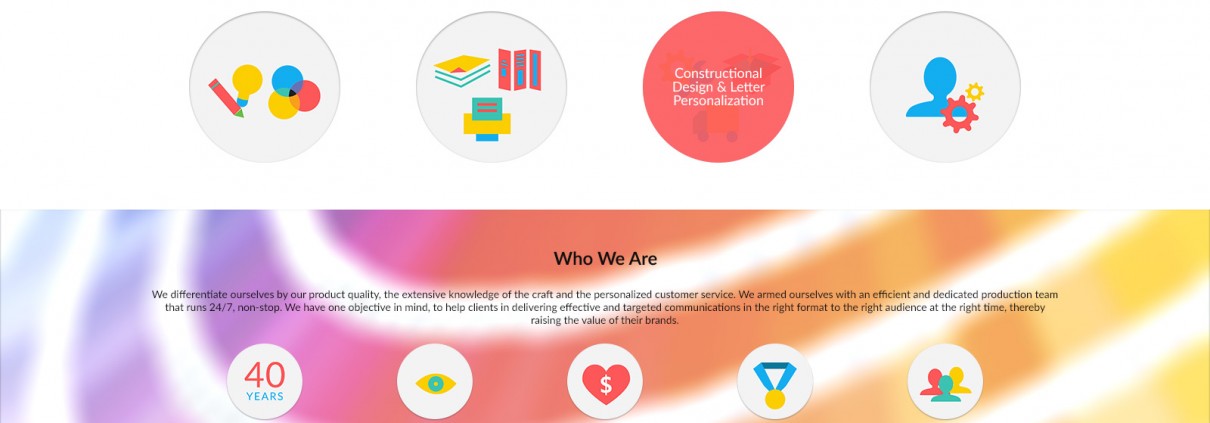 Constructional
Design & Letter
Personalization
Who We Are
We differentiate ourselves by our product quality, the extensive knowledge of the craft and the personalized customer service. We armed ourselves with an efficient and dedicated production team
that runs 24/7, non-stop. We have one objective in mind, to help clients in delivering effective and targeted communications in the right format to the right audience at the right time, thereby
raising the value of their brands.
40
YEARS
$